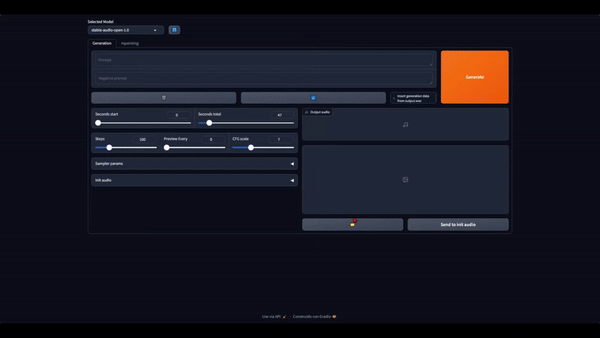 Selected Model
stable-audio-open-1.0
Generation
Inpainting
Prompt
Negative prompt
Generate
Insert generation data
from output.wav
Seconds start
0
Seconds total
47
Output audio
Steps
100
Preview Every
0
CFG scale
7
Sampler params
Init audio
Send to init audio
Use via API
Construido con Gradio